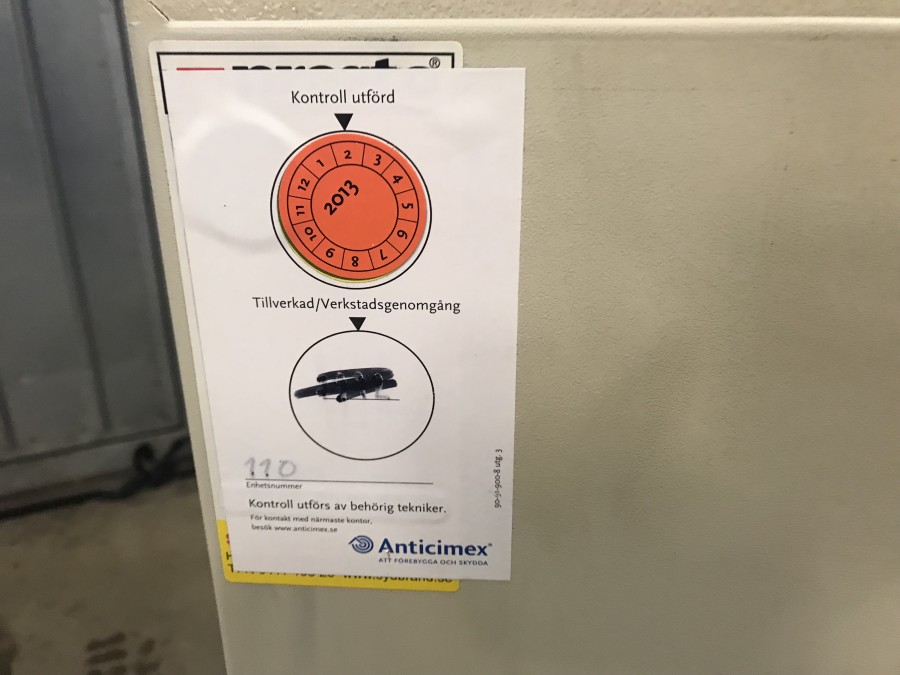 Kontroll utförd
1 2 3 4 5 6 7 8 9 10 11 12
2013
Tillverkad/Verkstadsgenomgång
110
Enhetsnummer
Kontroll utförs av behörig tekniker.
För kontakt med närmaste kontor,
besök www.anticimex.se
Anticimex®
ATT FÖREBYGGA OCH SKYDDA